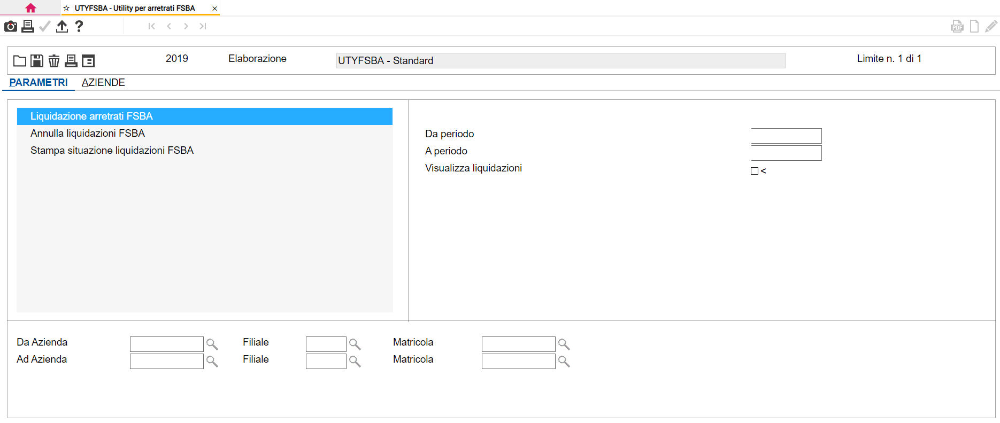 UTYFSBA - Utility per arretrati FSBA
2019 Elaborazione UTYFSBA - Standard Limite n. 1 di 1
PARAMETRI AZIENDE
Liquidazione arretrati FSBA
Annulla liquidazioni FSBA
Stampa situazione liquidazioni FSBA
Da periodo
A periodo
Visualizza liquidazioni <
Da Azienda Filiale Matricola
Ad Azienda Filiale Matricola
PDF